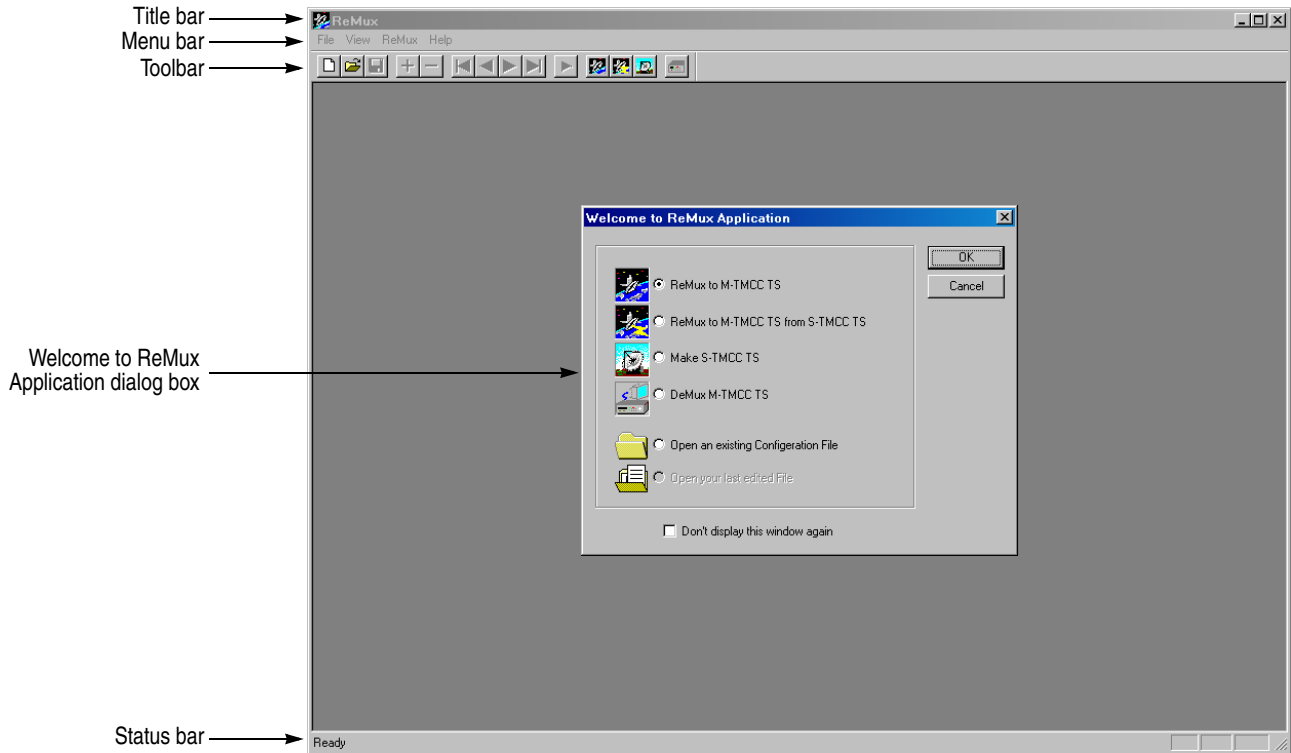 Title bar
ReMux
Menu bar
File View ReMux Help
Toolbar
Welcome to ReMux Application
OK
Cancel
ReMux to M-TMCC TS
ReMux to M-TMCC TS from S-TMCC TS
Make S-TMCC TS
DeMux M-TMCC TS
Open an existing Configeration File
Open your last edited File
Don't display this window again
Welcome to ReMux
Application dialog box
Status bar
Ready